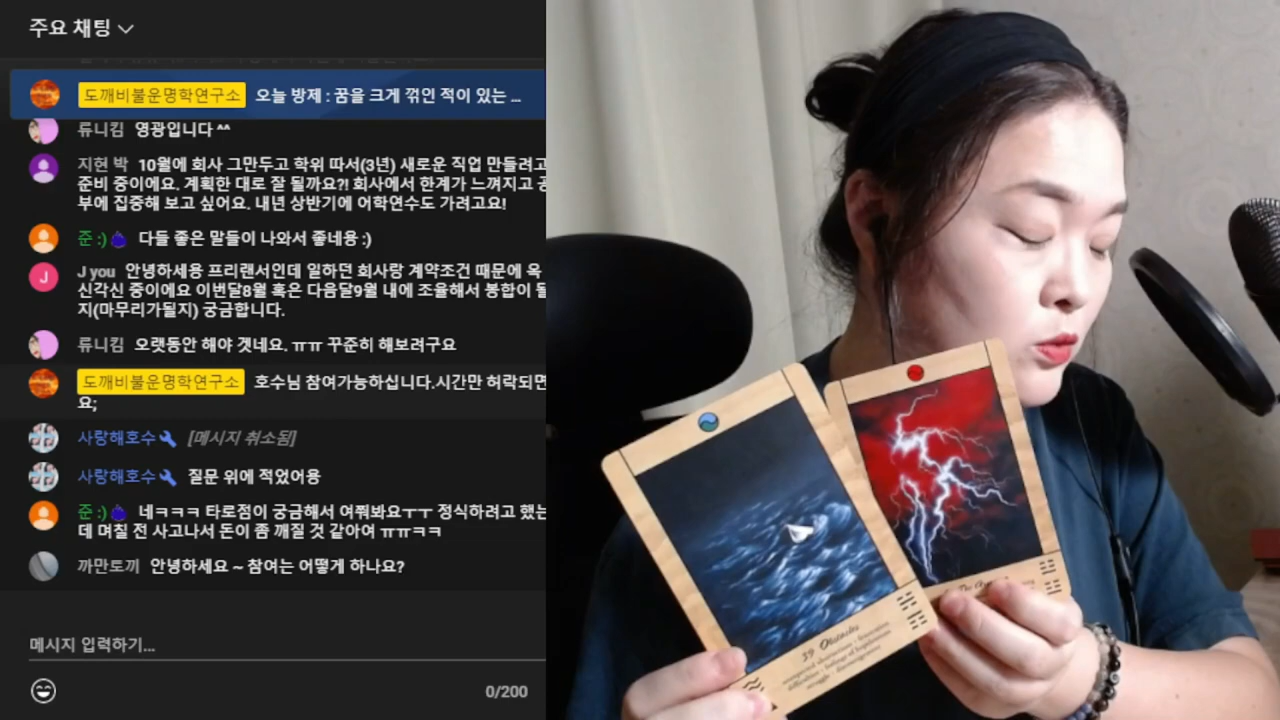 주요 채팅
도깨비불운명학연구소 오늘 방제 : 꿈을 크게 꺾인 적이 있는 ...
류니킴 영광입니다 ^^
지현 박 10월에 회사 그만두고 학위 따서(3년) 새로운 직업 만들려고
준비 중이에요. 계획한 대로 잘 될까요?! 회사에서 한계가 느껴지고 공
부에 집중해 보고 싶어요. 내년 상반기에 어학연수도 가려고요!
준 :) 다들 좋은 말들이 나와서 좋네용 :)
J you 안녕하세용 프리랜서인데 일하던 회사랑 계약조건 때문에 옥
신각신 중이에요 이번달8월 혹은 다음달9월 내에 조율해서 봉합이 될
지(마무리가될지) 궁금합니다.
류니킴 오랫동안 해야 겟네요. ㅠㅠ 꾸준히 해보려구요
도깨비불운명학연구소 호수님 참여가능하십니다.시간만 허락되면
요;
사랑해호수 [메시지 취소됨]
사랑해호수 질문 위에 적었어용
준 :) 네ㅋㅋㅋ 타로점이 궁금해서 여쭤봐요ㅜㅜ 정식하려고 했는
데 며칠 전 사고나서 돈이 좀 깨질 것 같아여 ㅠㅠㅋㅋ
까만토끼 안녕하세요 ~ 참여는 어떻게 하나요?
메시지 입력하기...
0/200
J
39 Obstacles